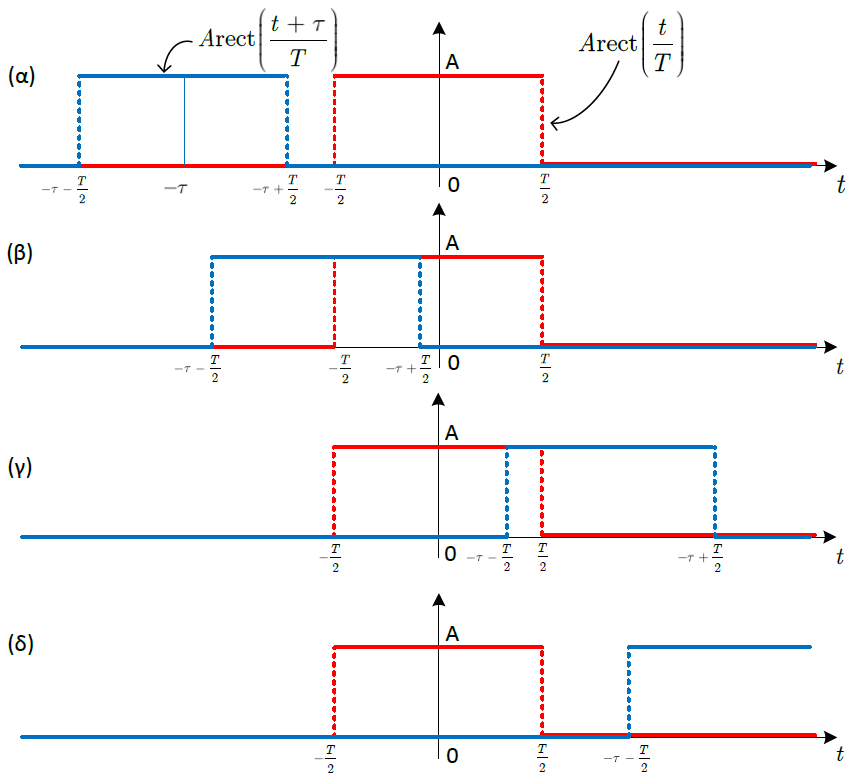 Arect(t + τ / T)
Arect(t / T)
(α)
A
−τ − T/2
−τ
−τ + T/2
−T/2
0
T/2
t
(β)
A
−τ − T/2
−T/2
−τ + T/2
0
T/2
t
(γ)
A
−T/2
0
−τ − T/2
T/2
−τ + T/2
t
(δ)
A
−T/2
0
T/2
−τ − T/2
t